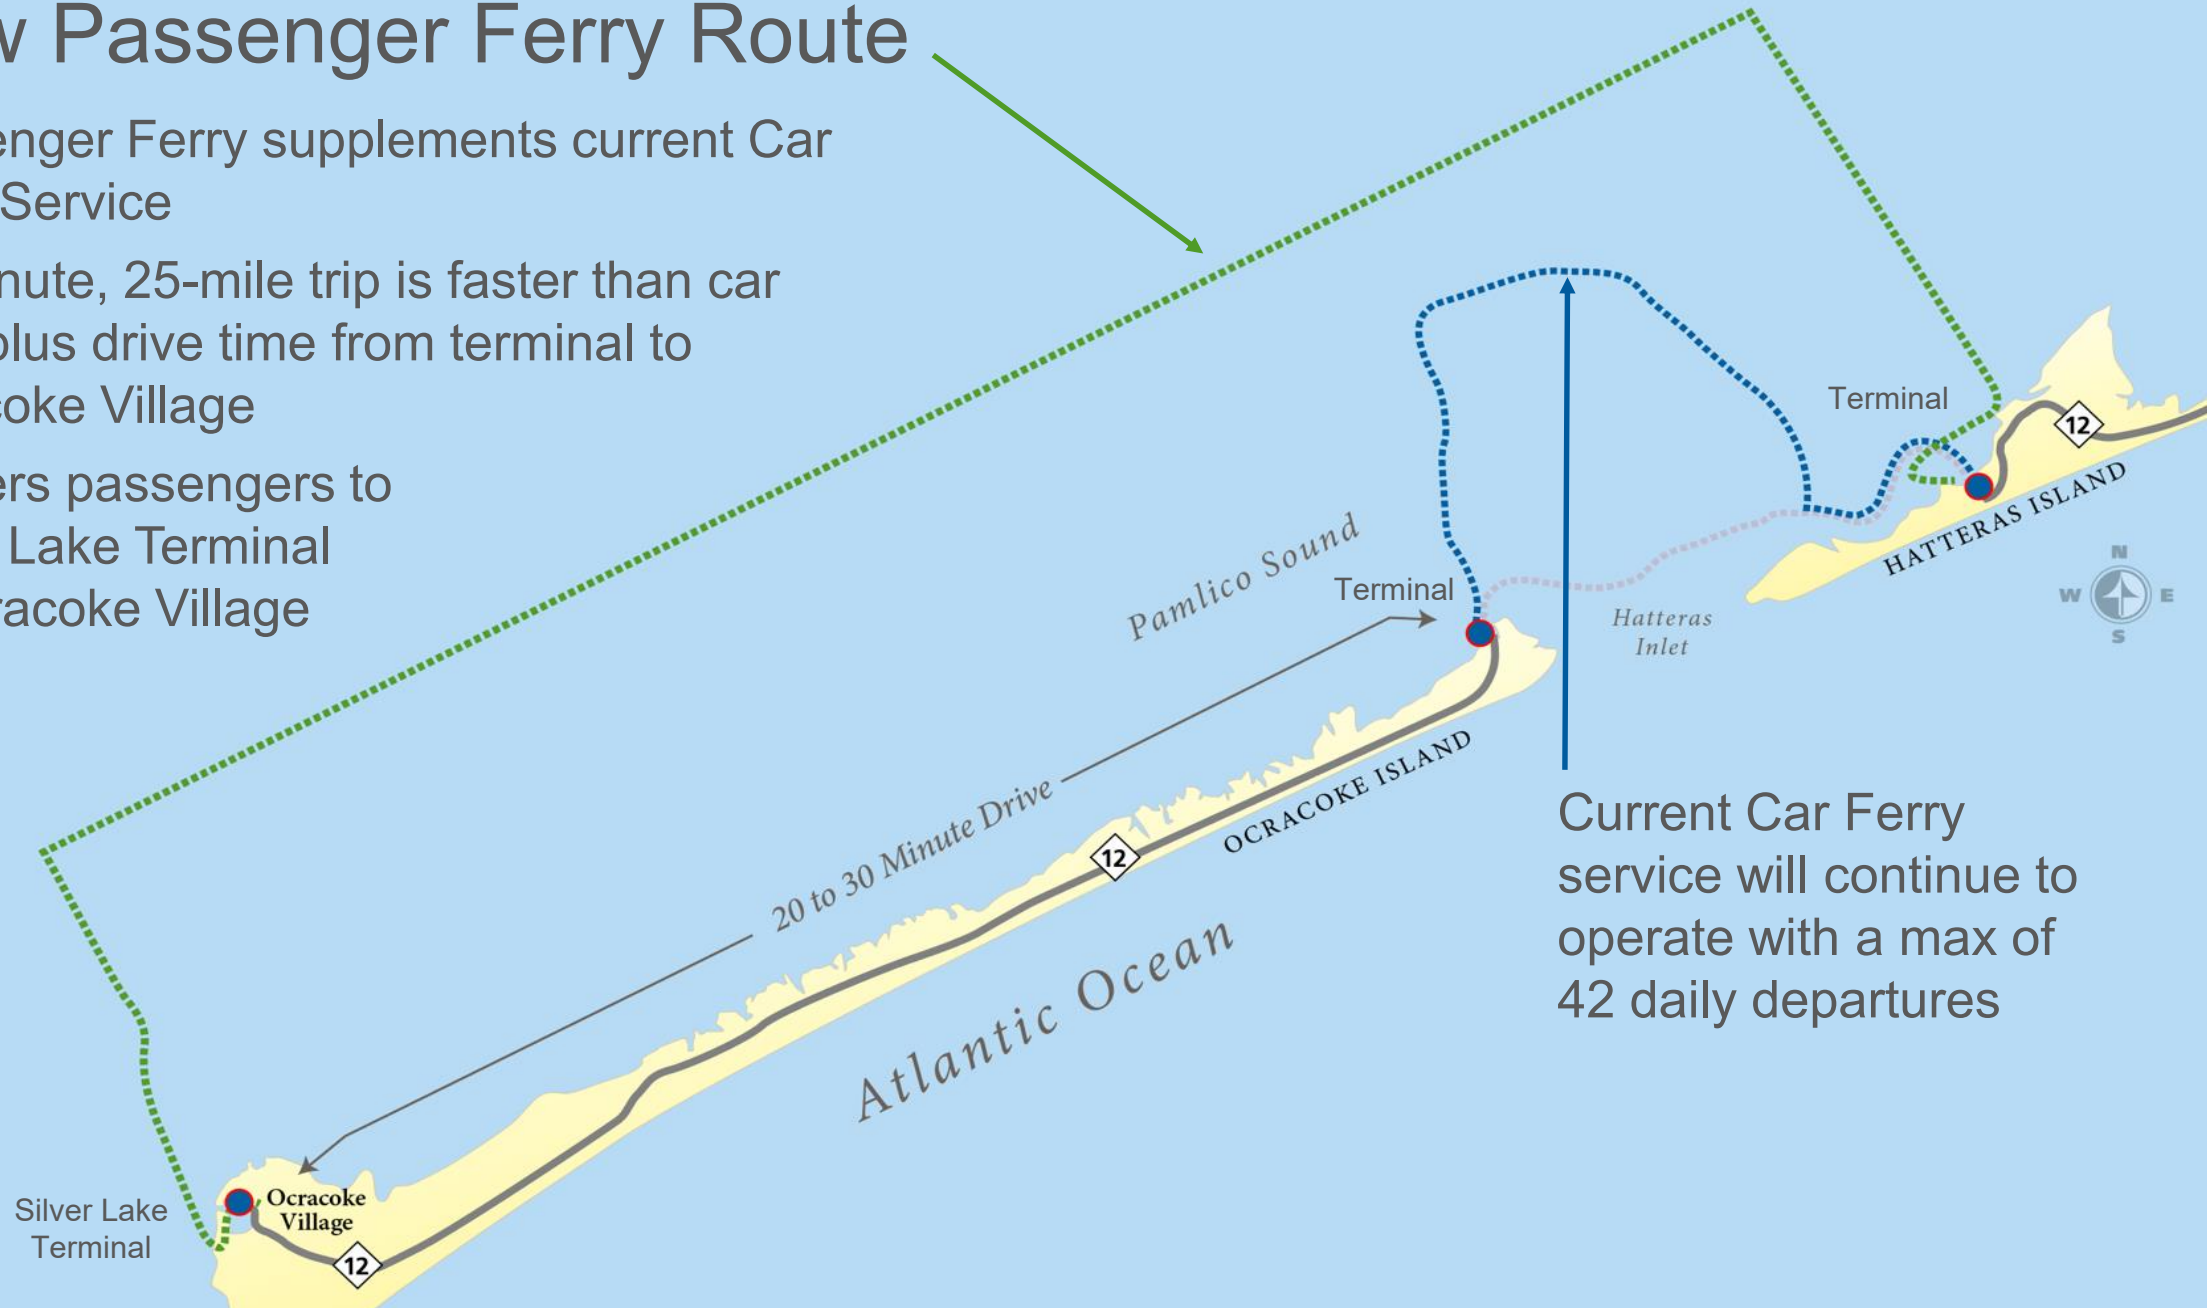 w Passenger Ferry Route
enger Ferry supplements current Car
Service
nute, 25-mile trip is faster than car
plus drive time from terminal to
coke Village
ers passengers to
Lake Terminal
racoke Village
Terminal
12
HATTERAS ISLAND
N
W E
S
Pamlico Sound
Terminal
Hatteras
Inlet
20 to 30 Minute Drive
12
OCRACOKE ISLAND
Atlantic Ocean
Current Car Ferry
service will continue to
operate with a max of
42 daily departures
Silver Lake
Terminal
Ocracoke
Village
12